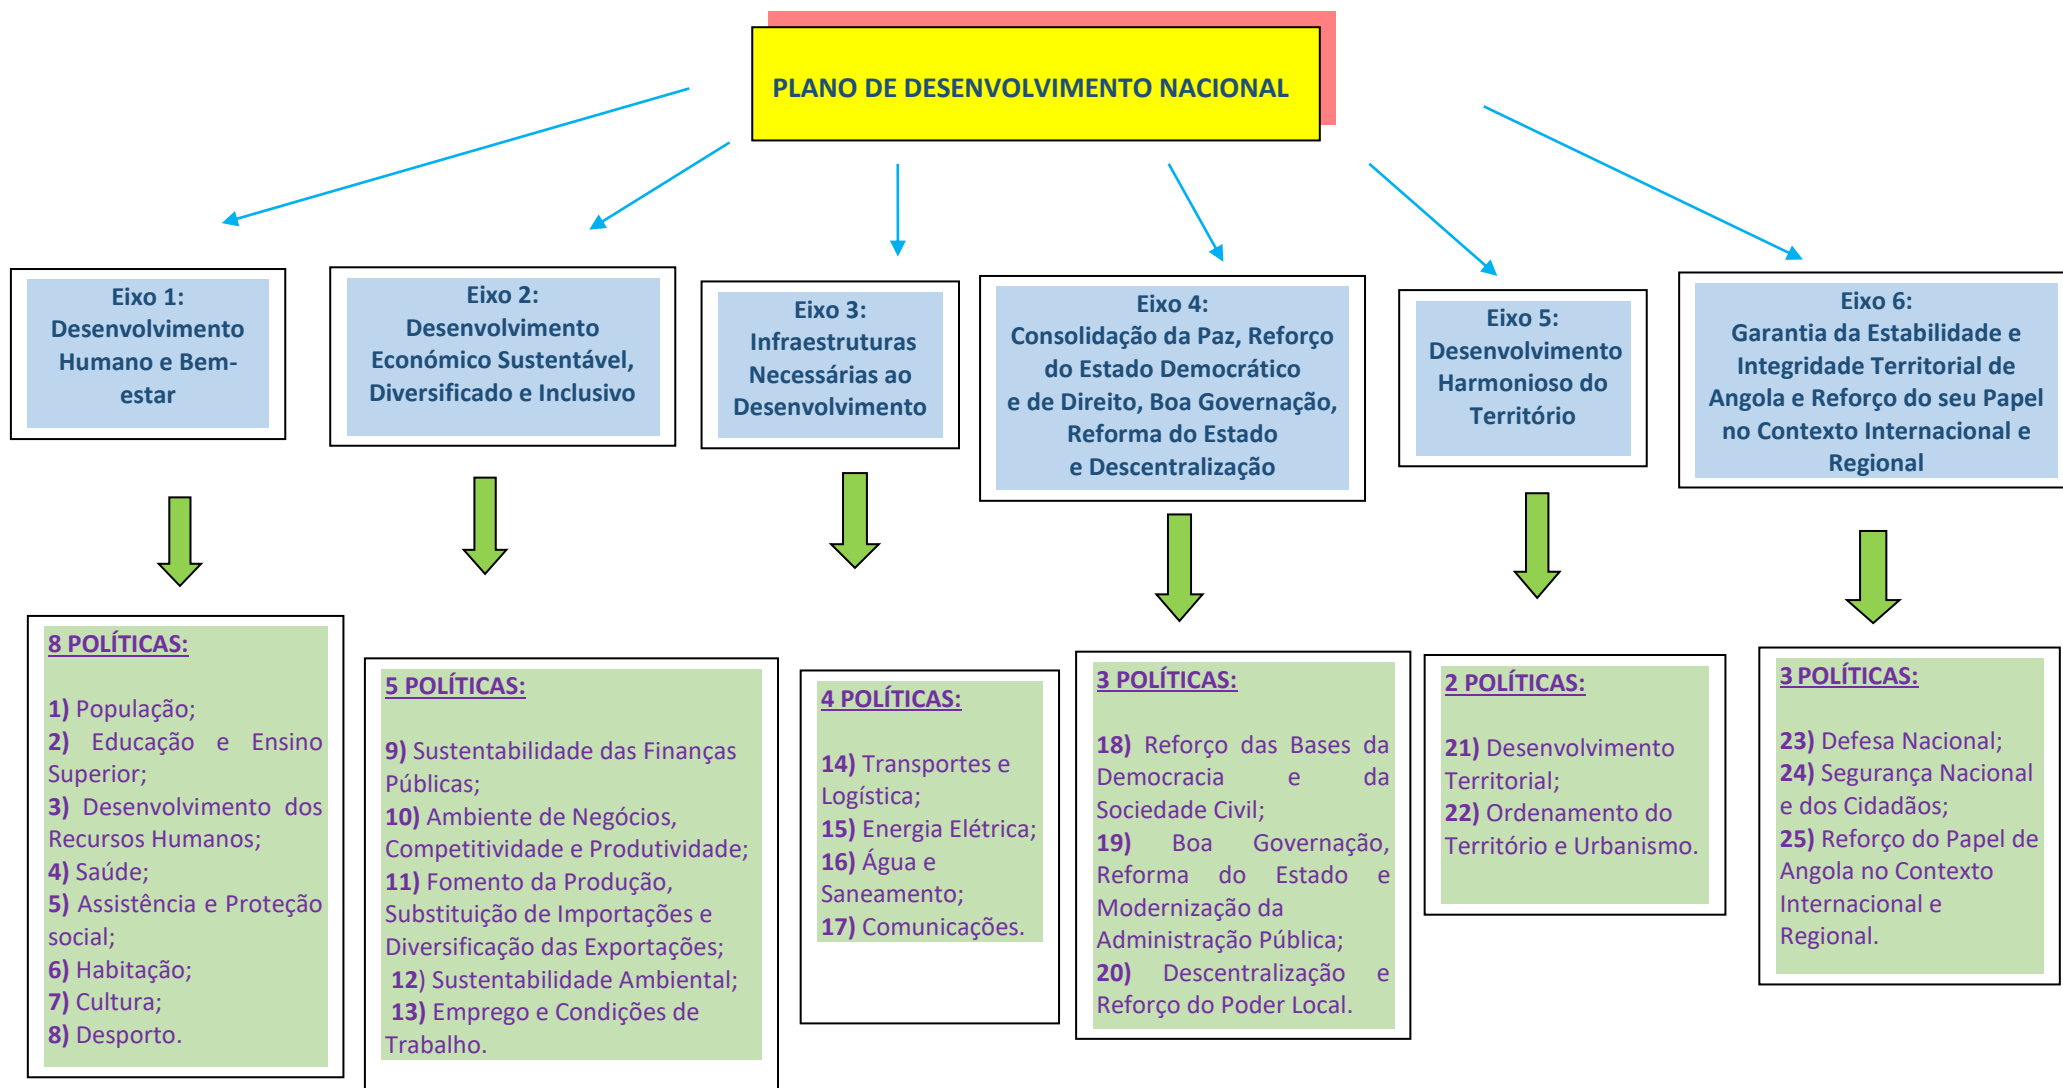 PLANO DE DESENVOLVIMENTO NACIONAL
Eixo 1:
Desenvolvimento
Humano e Bem-
estar
Eixo 2:
Desenvolvimento
Económico Sustentável,
Diversificado e Inclusivo
Eixo 3:
Infraestruturas
Necessárias ao
Desenvolvimento
Eixo 4:
Consolidação da Paz, Reforço
do Estado Democrático
e de Direito, Boa Governação,
Reforma do Estado
e Descentralização
Eixo 5:
Desenvolvimento
Harmonioso do
Território
Eixo 6:
Garantia da Estabilidade e
Integridade Territorial de
Angola e Reforço do seu Papel
no Contexto Internacional e
Regional
8 POLÍTICAS:
1) População;
2) Educação e Ensino
Superior;
3) Desenvolvimento dos
Recursos Humanos;
4) Saúde;
5) Assistência e Proteção
social;
6) Habitação;
7) Cultura;
8) Desporto.
5 POLÍTICAS:
9) Sustentabilidade das Finanças
Públicas;
10) Ambiente de Negócios,
Competitividade e Produtividade;
11) Fomento da Produção,
Substituição de Importações e
Diversificação das Exportações;
12) Sustentabilidade Ambiental;
13) Emprego e Condições de
Trabalho.
4 POLÍTICAS:
14) Transportes e
Logística;
15) Energia Elétrica;
16) Água e
Saneamento;
17) Comunicações.
3 POLÍTICAS:
18) Reforço das Bases da
Democracia e da
Sociedade Civil;
19) Boa Governação,
Reforma do Estado e
Modernização da
Administração Pública;
20) Descentralização e
Reforço do Poder Local.
2 POLÍTICAS:
21) Desenvolvimento
Territorial;
22) Ordenamento do
Território e Urbanismo.
3 POLÍTICAS:
23) Defesa Nacional;
24) Segurança Nacional
e dos Cidadãos;
25) Reforço do Papel de
Angola no Contexto
Internacional e
Regional.